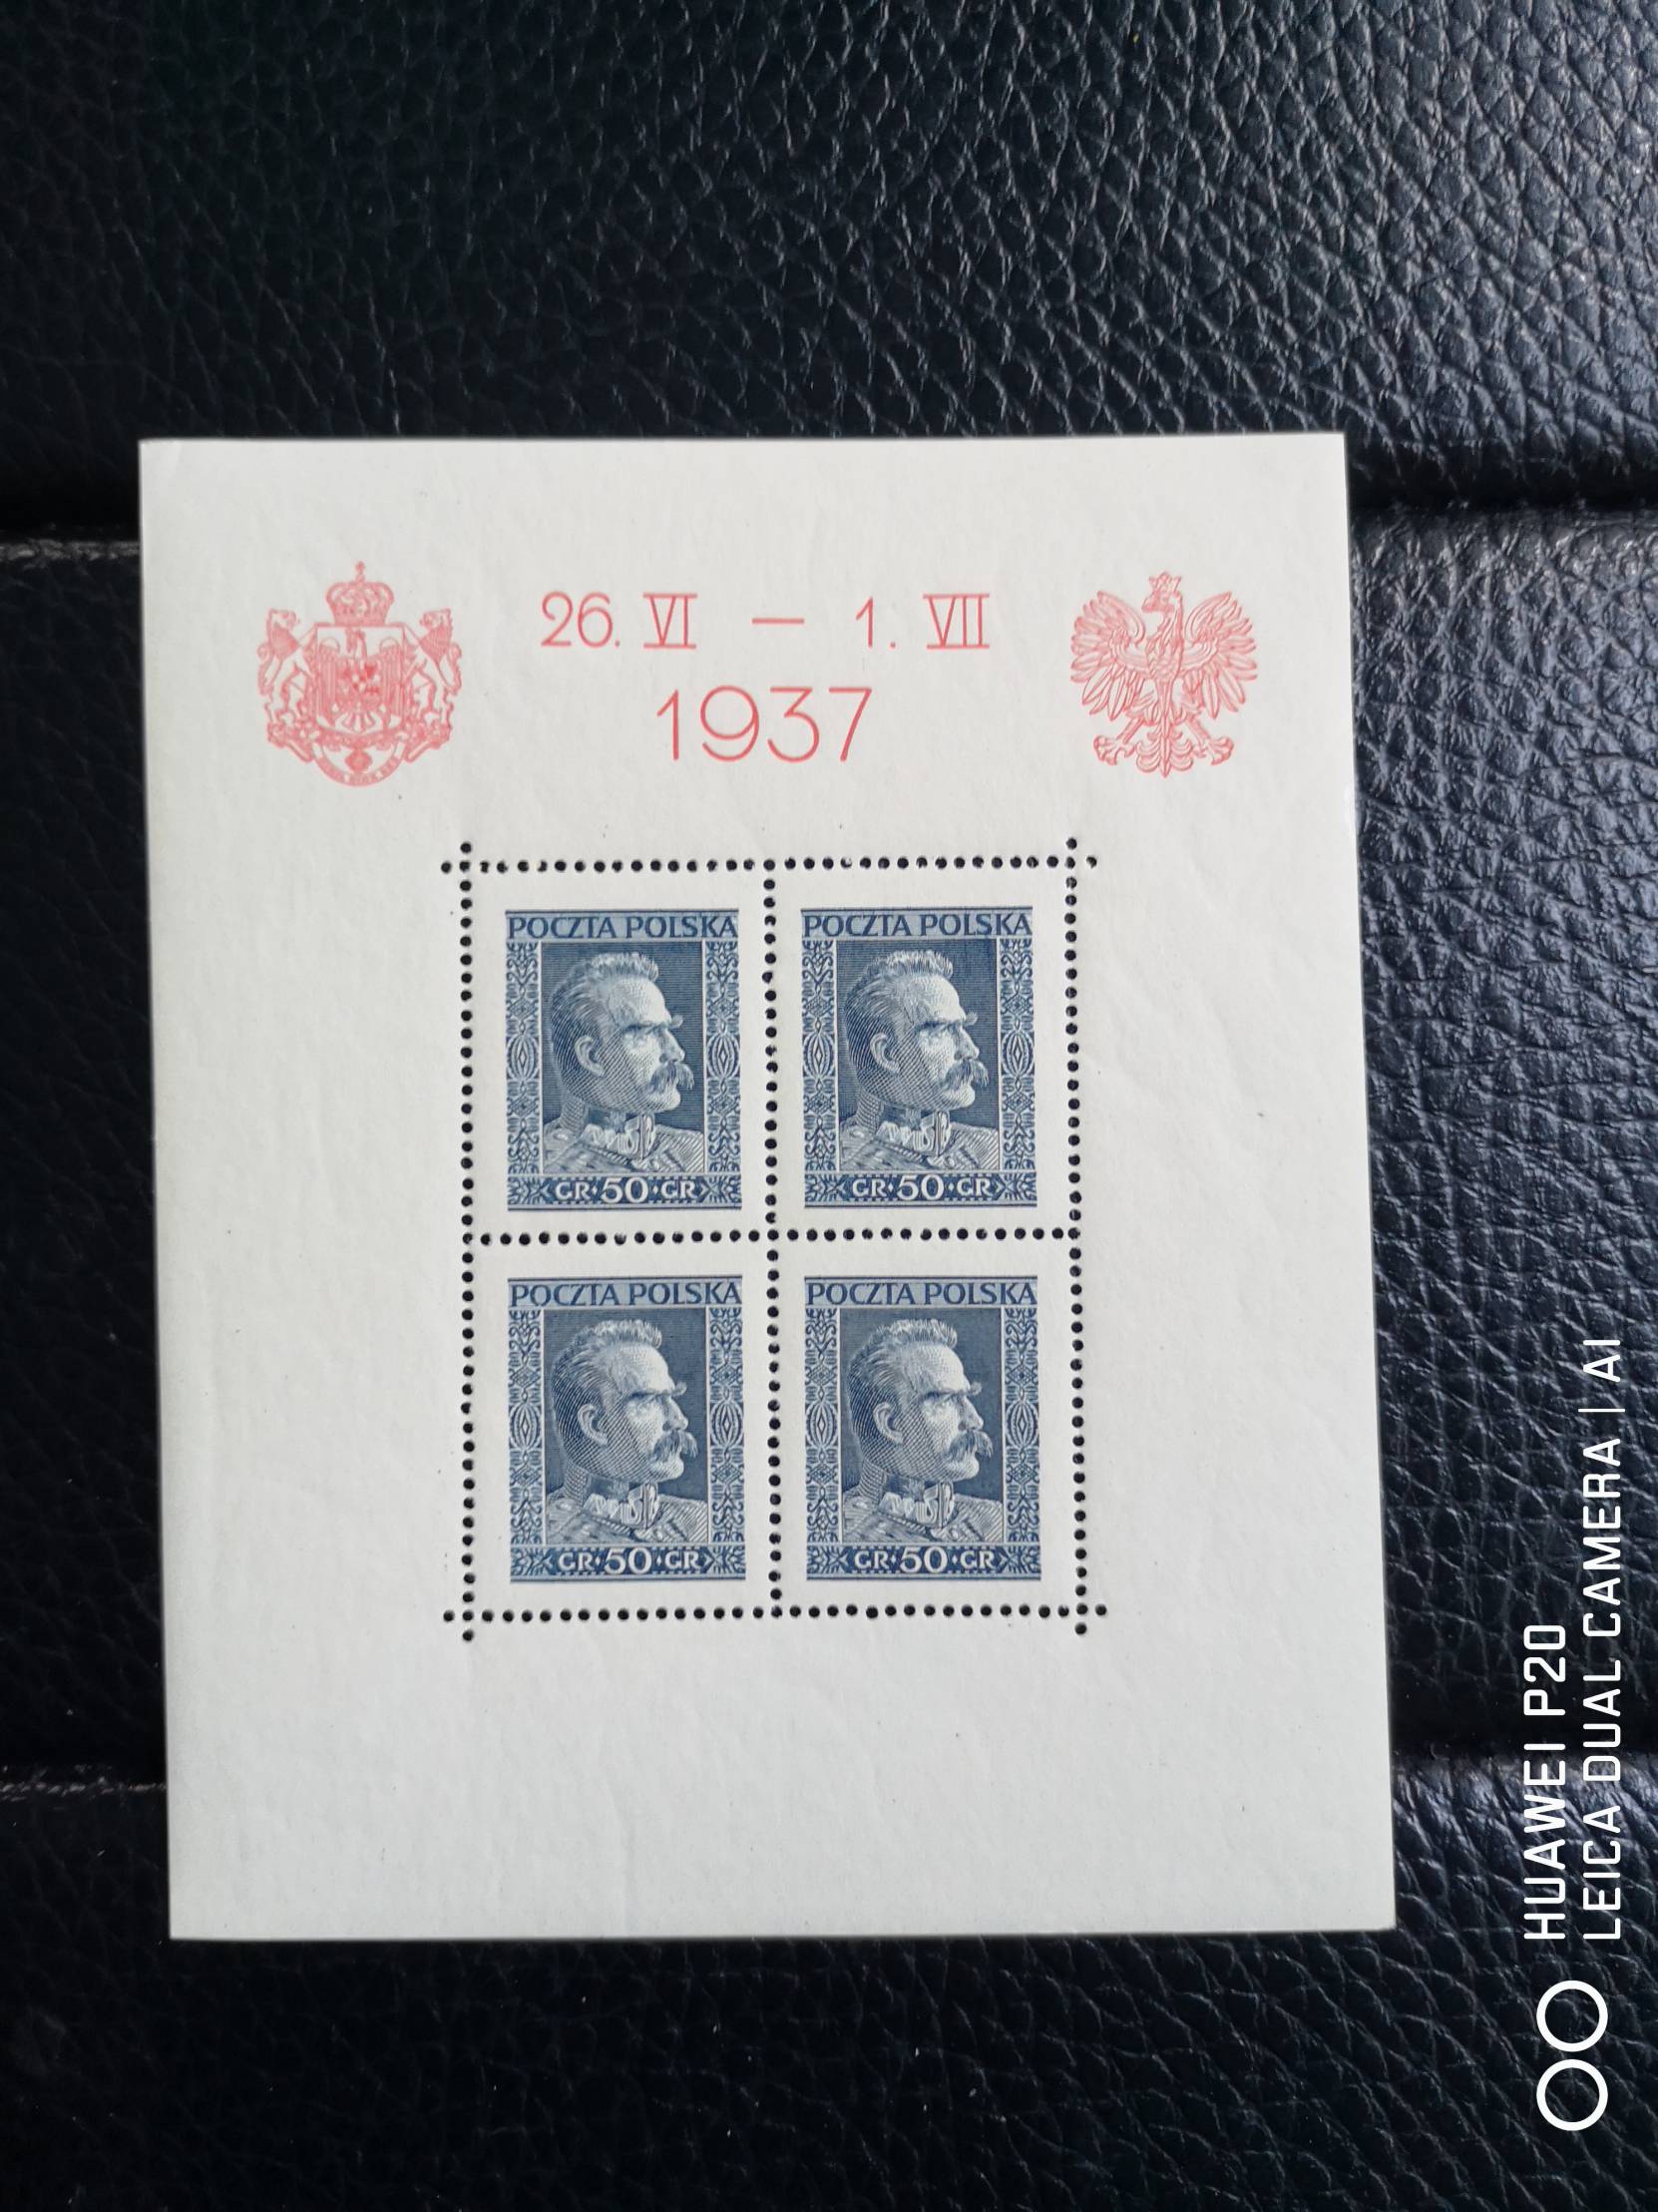 26. VI — 1. VII
1937
POCZTA POLSKA
GR·50·GR
POCZTA POLSKA
GR·50·GR
POCZTA POLSKA
GR·50·GR
POCZTA POLSKA
GR·50·GR
HUAWEI P20
LEICA DUAL CAMERA | AI